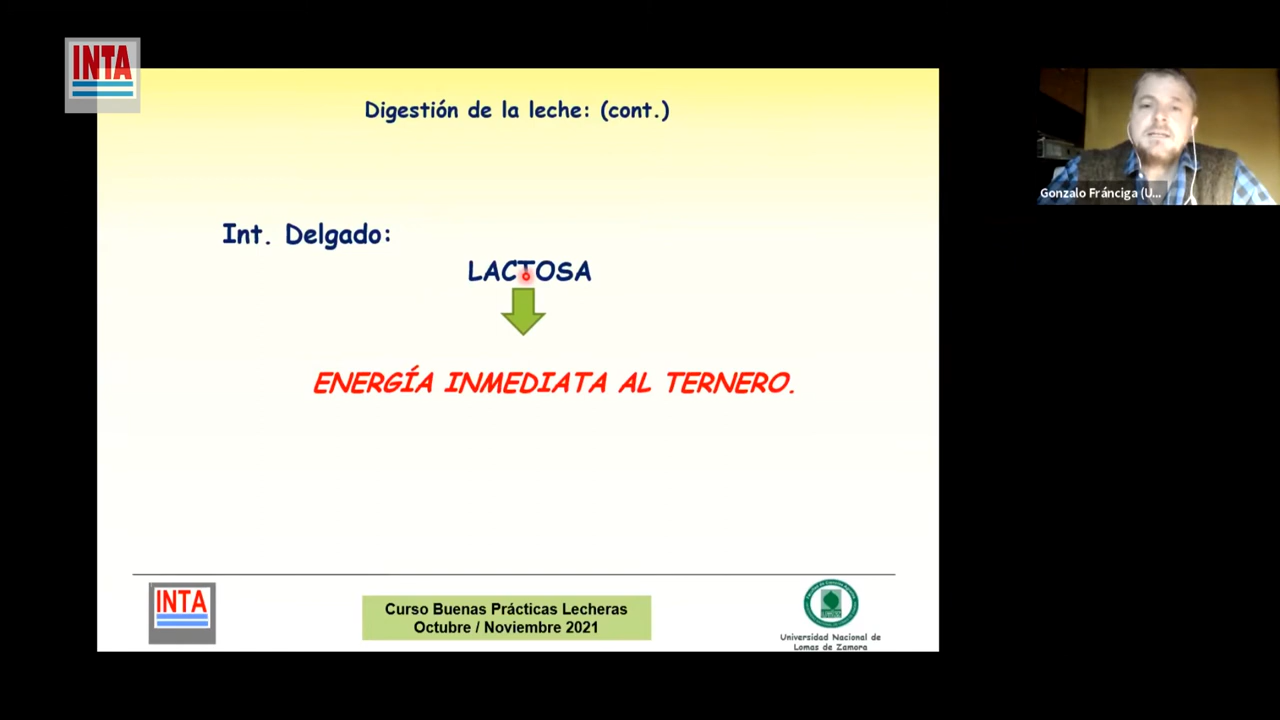 INTA
Digestión de la leche: (cont.)
Int. Delgado:
LACTOSA
ENERGÍA INMEDIATA AL TERNERO.
INTA
Curso Buenas Prácticas Lecheras
Octubre / Noviembre 2021
Universidad Nacional de
Lomas de Zamora
Gonzalo Fránciga (U...